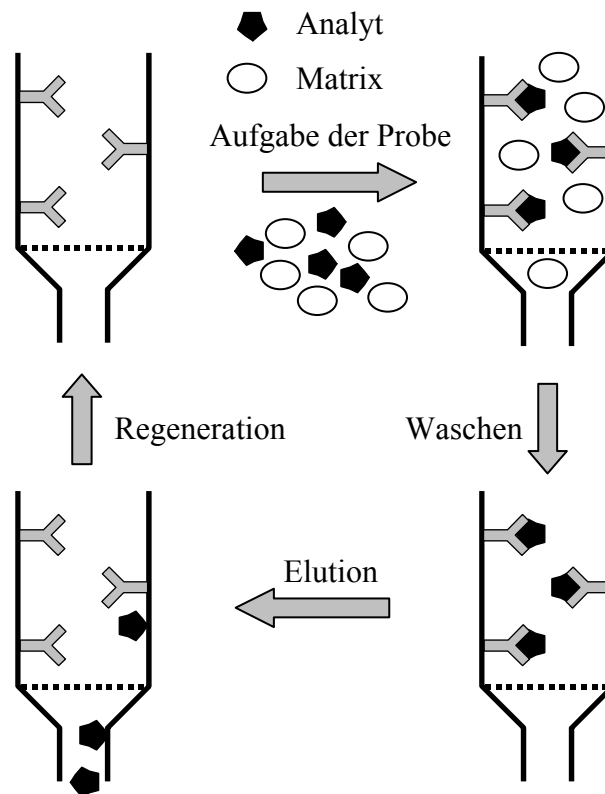 Analyt
Matrix
Aufgabe der Probe
Regeneration
Waschen
Elution